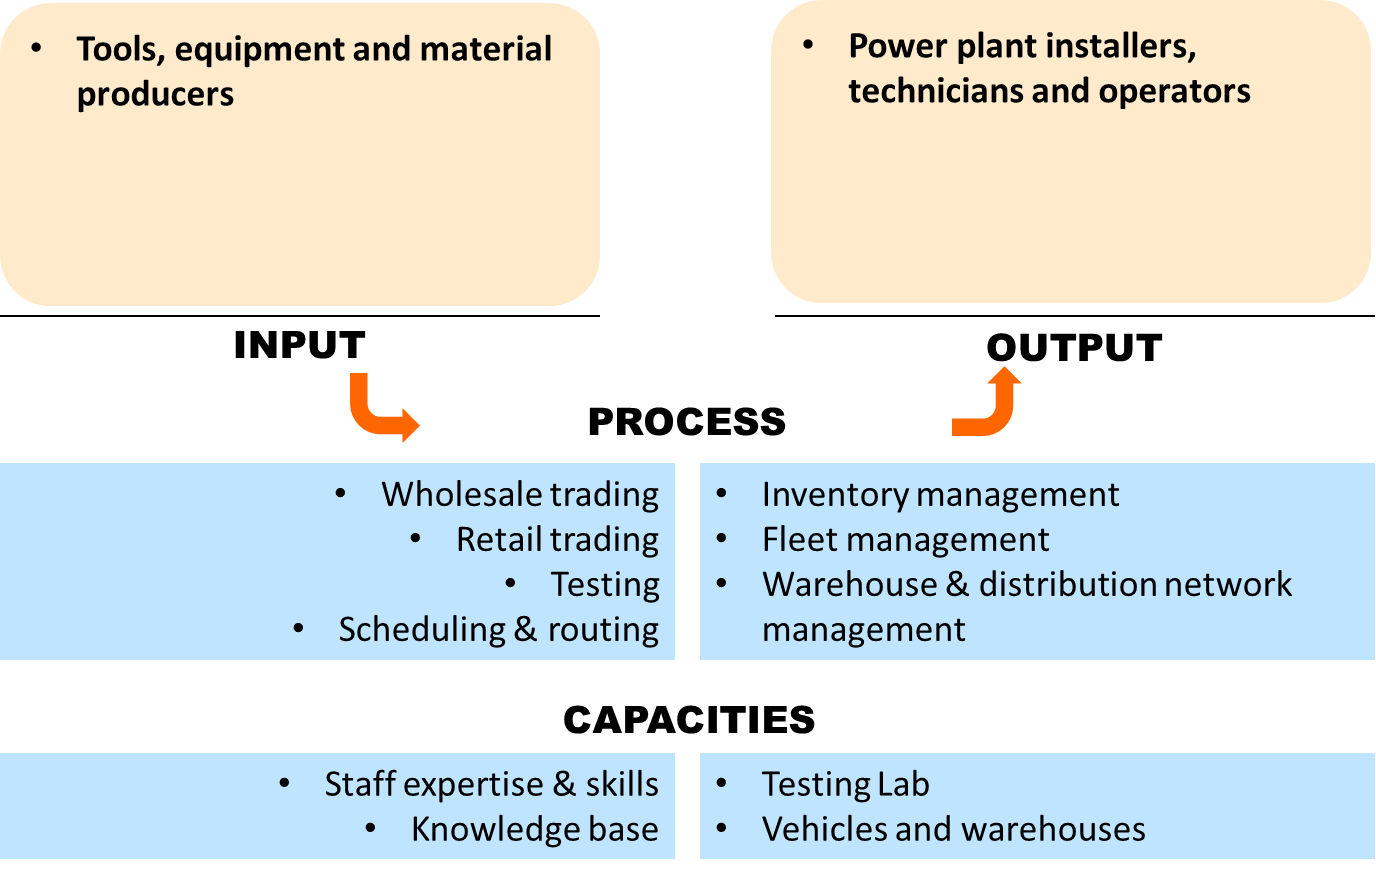 • Tools, equipment and material
producers
• Power plant installers,
technicians and operators
INPUT
OUTPUT
PROCESS
• Wholesale trading
• Retail trading
• Testing
• Scheduling & routing
• Inventory management
• Fleet management
• Warehouse & distribution network
management
CAPACITIES
• Staff expertise & skills
• Knowledge base
• Testing Lab
• Vehicles and warehouses